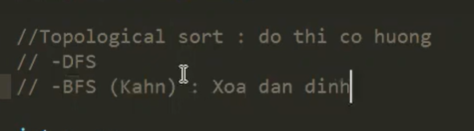 //Topological sort : do thi co huong
// -DFS
// -BFS (Kahn) : Xoa dan dinh